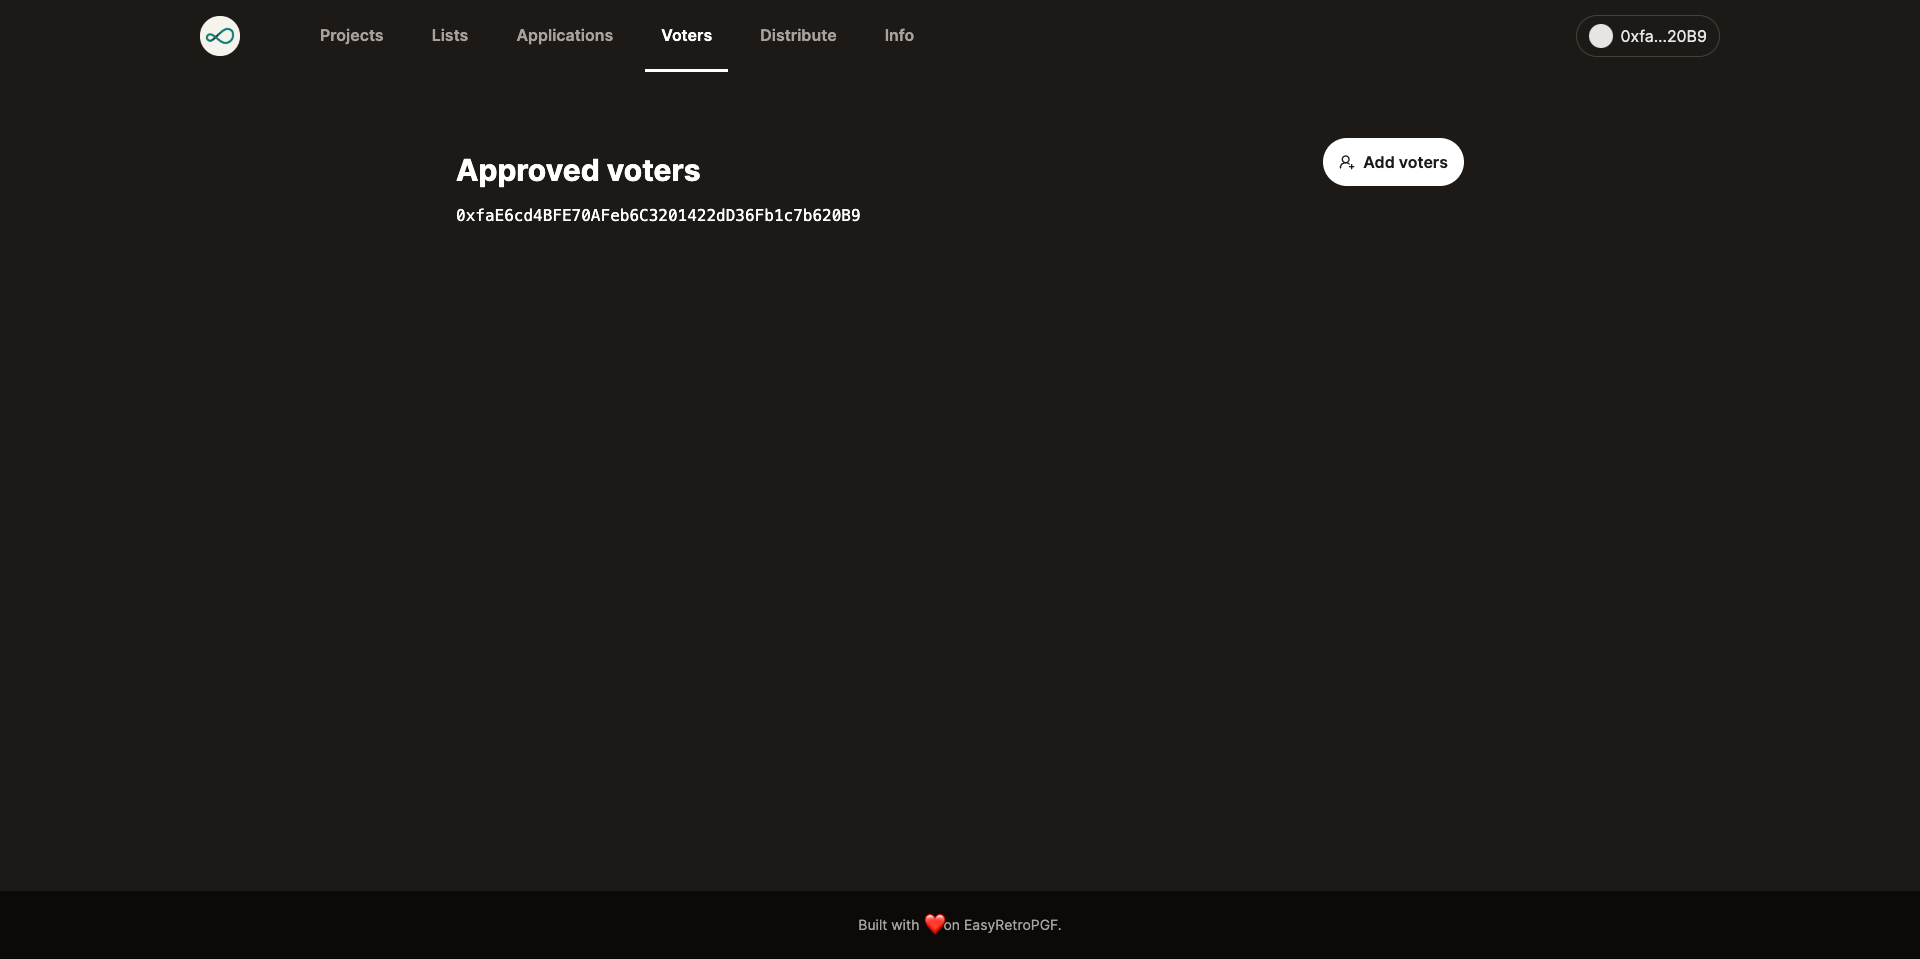 Projects Lists Applications Voters Distribute Info 0xfa...20B9
Approved voters
Add voters
0xfaE6cd4BFE70AFeb6C3201422dD36Fb1c7b620B9
Built with ❤️on EasyRetroPGF.